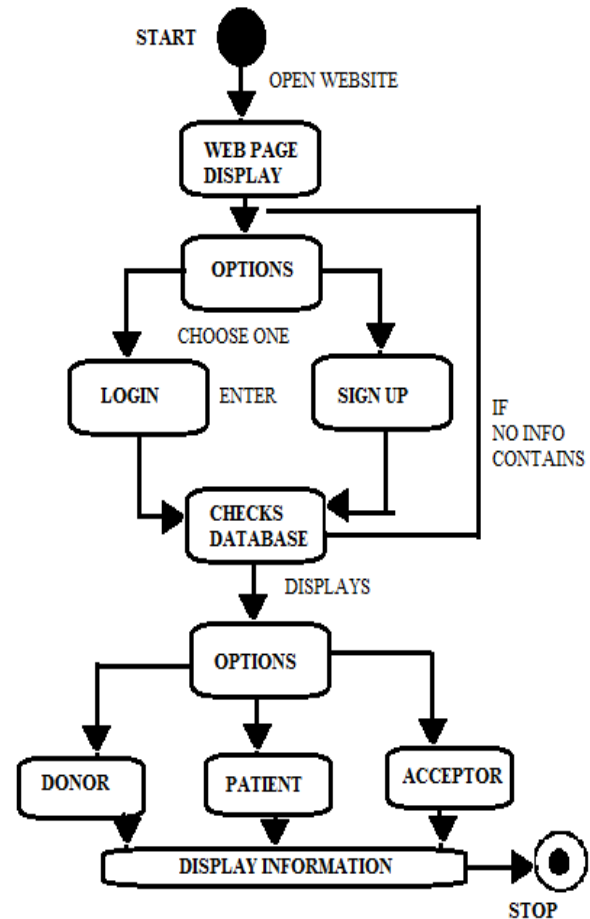 START
OPEN WEBSITE
WEB PAGE
DISPLAY
OPTIONS
CHOOSE ONE
LOGIN
ENTER
SIGN UP
IF
NO INFO
CONTAINS
CHECKS
DATABASE
DISPLAYS
OPTIONS
DONOR
PATIENT
ACCEPTOR
DISPLAY INFORMATION
STOP